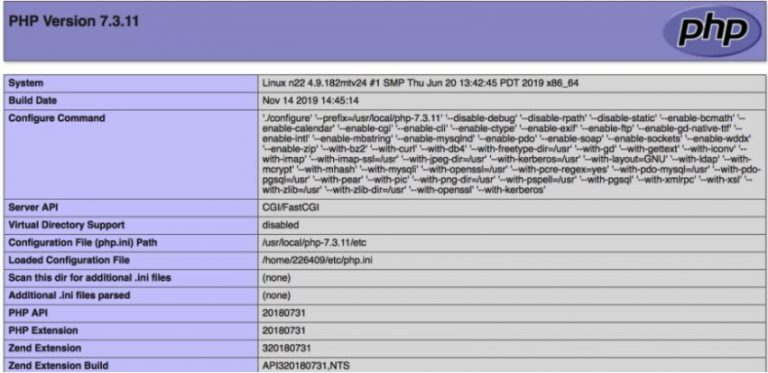 PHP Version 7.3.11
php
System Linux n22 4.9.182mtv24 #1 SMP Thu Jun 20 13:42:45 PDT 2019 x86_64
Build Date Nov 14 2019 14:45:14
Configure Command './configure' '--prefix=/usr/local/php-7.3.11' '--disable-debug' '--disable-rpath' '--disable-static' '--enable-bcmath' '--
enable-calendar' '--enable-cgi' '--enable-cli' '--enable-ctype' '--enable-exif' '--enable-ftp' '--enable-gd-native-ttf' '--
enable-intl' '--enable-mbstring' '--enable-mysqlnd' '--enable-pdo' '--enable-soap' '--enable-sockets' '--enable-wddx'
'--enable-zip' '--with-bz2' '--with-curl' '--with-db4' '--with-freetype-dir=/usr' '--with-gd' '--with-gettext' '--with-iconv' '--
with-imap' '--with-imap-ssl=/usr' '--with-jpeg-dir=/usr' '--with-kerberos=/usr' '--with-layout=GNU' '--with-ldap' '--with-
mcrypt' '--with-mhash' '--with-mysqli' '--with-openssl=/usr' '--with-pcre-regex=yes' '--with-pdo-mysql=/usr' '--with-pdo-
pgsql=/usr' '--with-pear' '--with-pic' '--with-png-dir=/usr' '--with-pspell=/usr' '--with-pgsql' '--with-xmlrpc' '--with-xsl' '--
with-zlib=/usr' '--with-zlib-dir=/usr' '--with-openssl' '--with-kerberos'
Server API CGI/FastCGI
Virtual Directory Support disabled
Configuration File (php.ini) Path /usr/local/php-7.3.11/etc
Loaded Configuration File /home/226409/etc/php.ini
Scan this dir for additional .ini files (none)
Additional .ini files parsed (none)
PHP API 20180731
PHP Extension 20180731
Zend Extension 320180731
Zend Extension Build API320180731,NTS